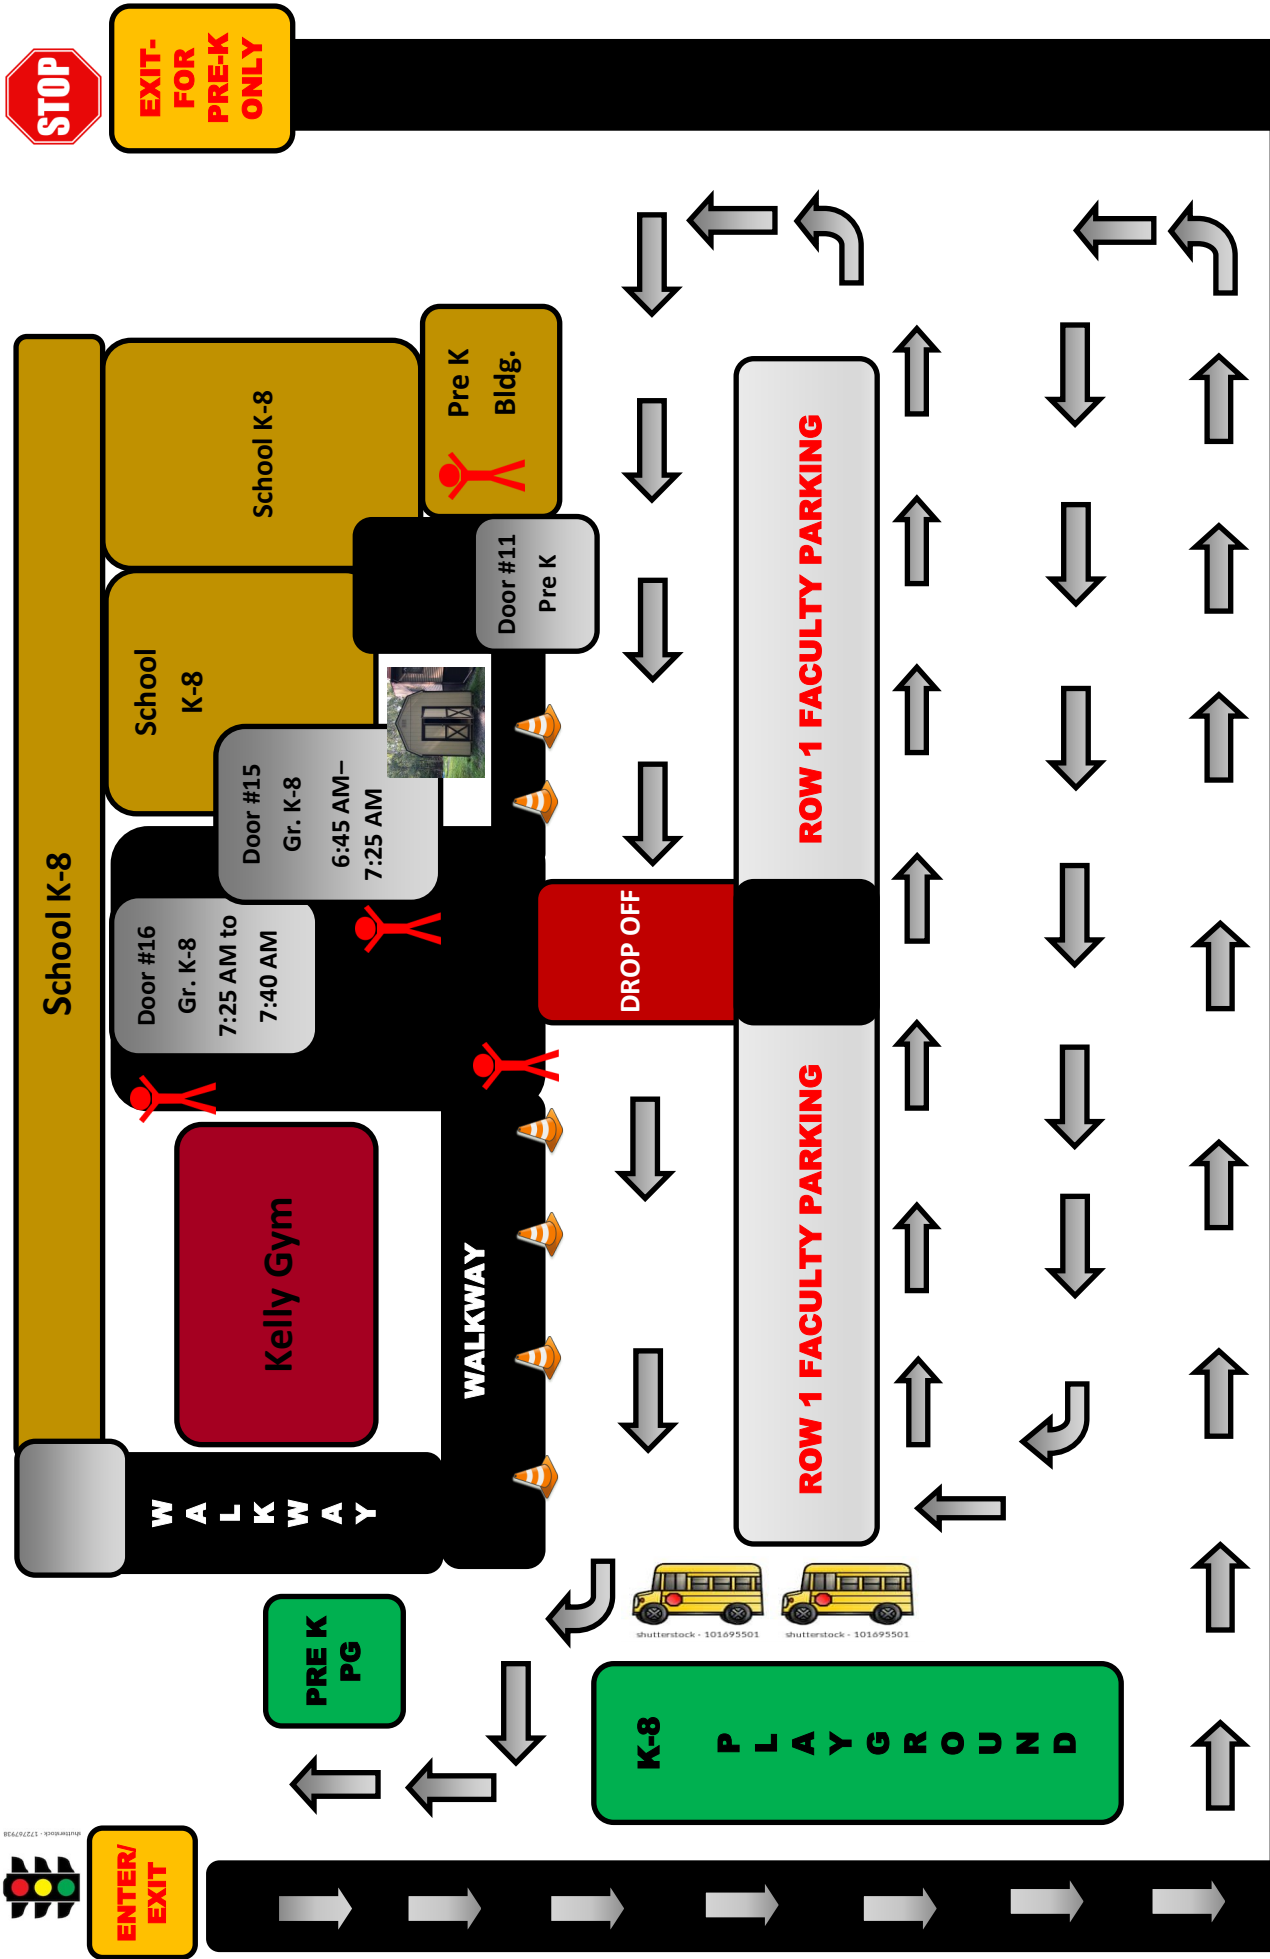 STOP
EXIT-
FOR
PRE-K
ONLY
School K-8
School K-8
Pre K
Bldg.
School
K-8
Door #11
Pre K
Door #15
Gr. K-8
6:45 AM–
7:25 AM
Door #16
Gr. K-8
7:25 AM to
7:40 AM
DROP OFF
ROW 1 FACULTY PARKING
ROW 1 FACULTY PARKING
Kelly Gym
WALKWAY
WALKWAY
PRE K
PG
shutterstock - 101695501
shutterstock - 101695501
K-8
PLAYGROUND
shutterstock - 17276938
ENTER/
EXIT